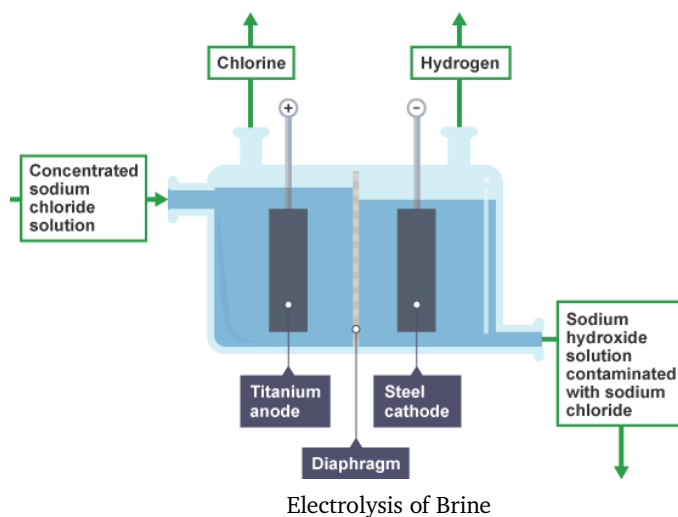 Chlorine
Hydrogen
+
−
Concentrated
sodium
chloride
solution
Sodium
hydroxide
solution
contaminated
with sodium
chloride
Titanium
anode
Steel
cathode
Diaphragm
Electrolysis of Brine